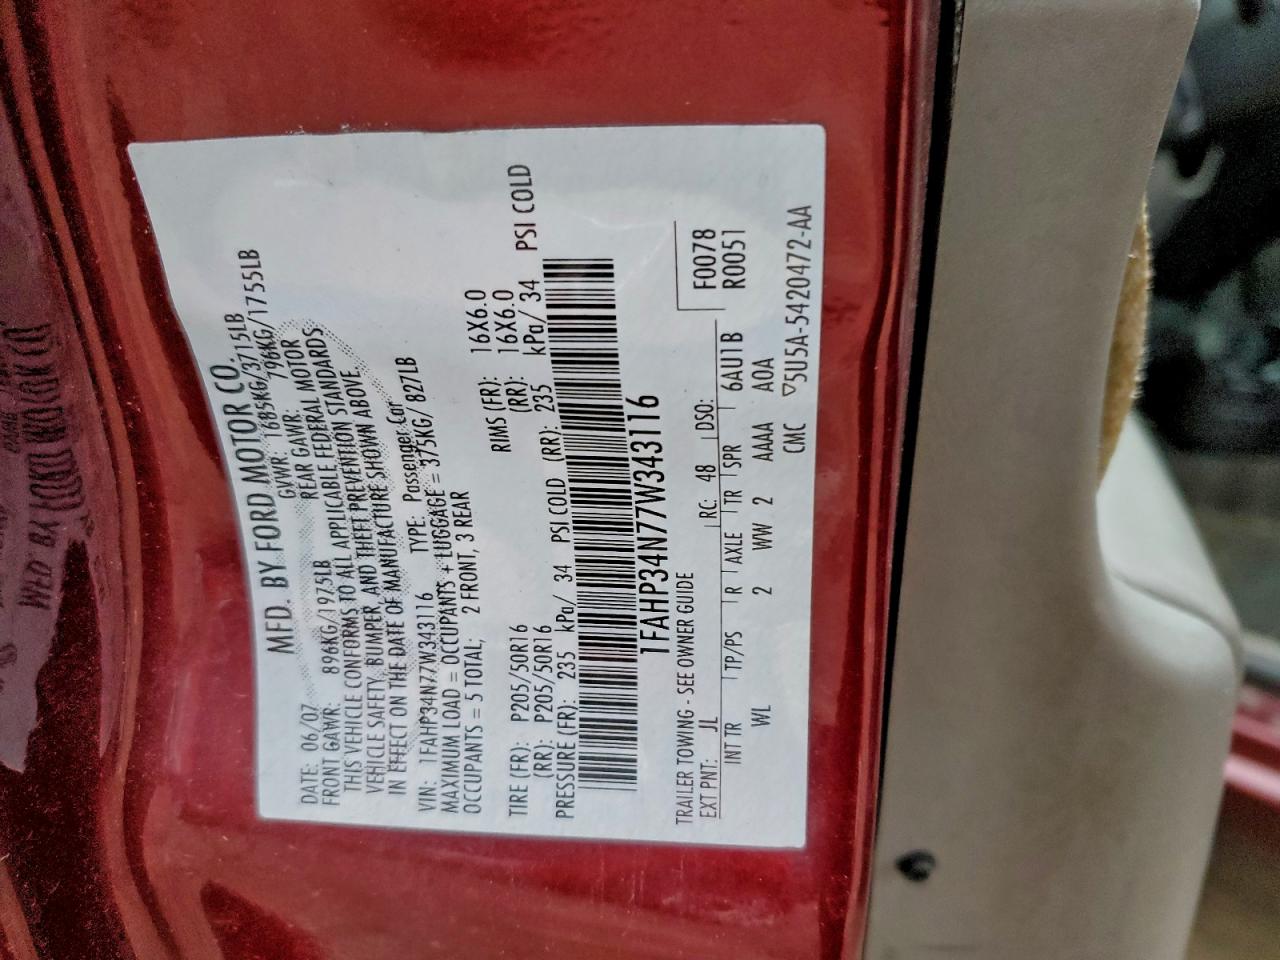 MFD. BY FORD MOTOR CO.
DATE: 06/07 GVWR: 1685KG/3715LB
FRONT GAWR: 896KG/1975LB REAR GAWR: 796KG/1755LB
THIS VEHICLE CONFORMS TO ALL APPLICABLE FEDERAL MOTOR
VEHICLE SAFETY, BUMPER, AND THEFT PREVENTION STANDARDS
IN EFFECT ON THE DATE OF MANUFACTURE SHOWN ABOVE.
VIN: 1FAHP34N77W343116 TYPE: Passenger Car
MAXIMUM LOAD = OCCUPANTS + LUGGAGE = 375KG/ 827LB
OCCUPANTS = 5 TOTAL; 2 FRONT, 3 REAR
TIRE (FR): P205/50R16 RIMS (FR): 16X6.0
(RR): P205/50R16 (RR): 16X6.0
PRESSURE (FR): 235 kPa/ 34 PSI COLD (RR): 235 kPa/ 34 PSI COLD
1FAHP34N77W343116
TRAILER TOWING - SEE OWNER GUIDE
F0078
R0051
EXT PNT: JL RC: 48 DSO:
INT TR TP/PS R AXLE TR SPR 6AU1B
WL 2 WW 2 AAAA A0A
CMC ▽5U5A-5420472-AA